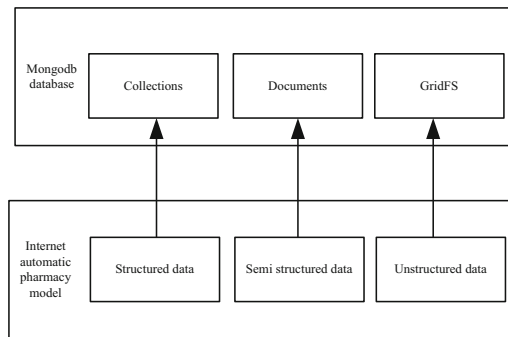 Mongodb
database
Collections
Documents
GridFS
Internet
automatic
pharmacy
model
Structured data
Semi structured data
Unstructured data